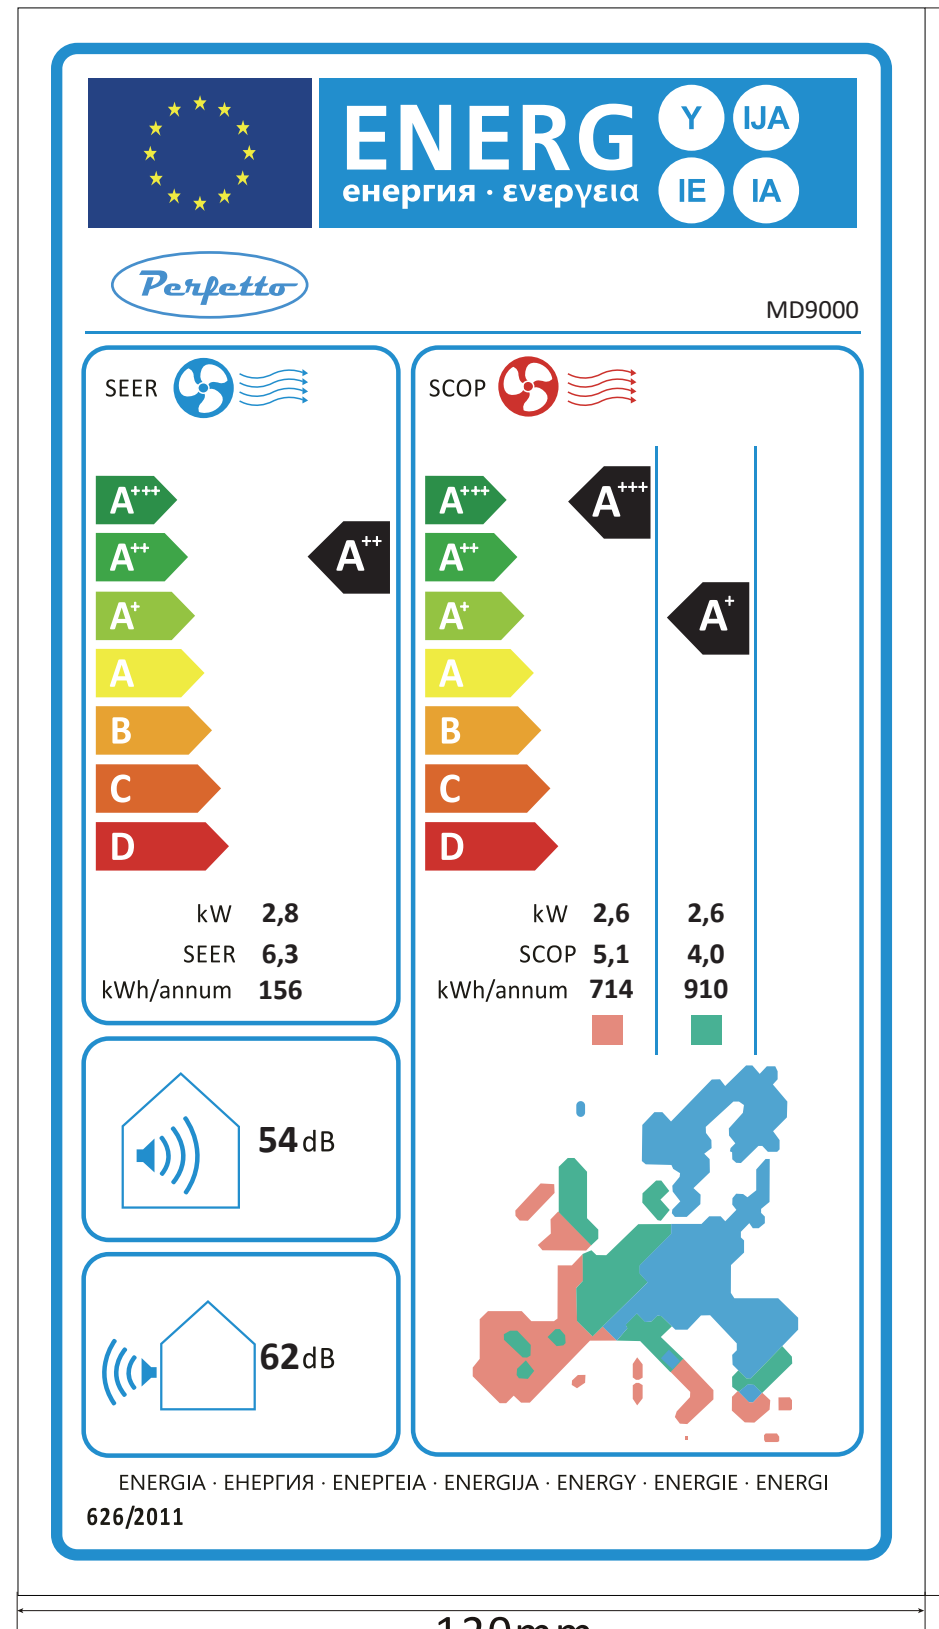 ENERG
енергия · ενεργεια
Y IJA
IE IA
Perfetto
MD9000
SEER
A+++
A++
A+
A
B
C
D
A++
kW 2,8
SEER 6,3
kWh/annum 156
SCOP
A+++
A++
A+
A
B
C
D
A+++
A+
kW 2,6 2,6
SCOP 5,1 4,0
kWh/annum 714 910
54 dB
62 dB
ENERGIA · ЕНЕРГИЯ · ΕΝΕΡΓΕΙΑ · ENERGIJA · ENERGY · ENERGIE · ENERGI
626/2011